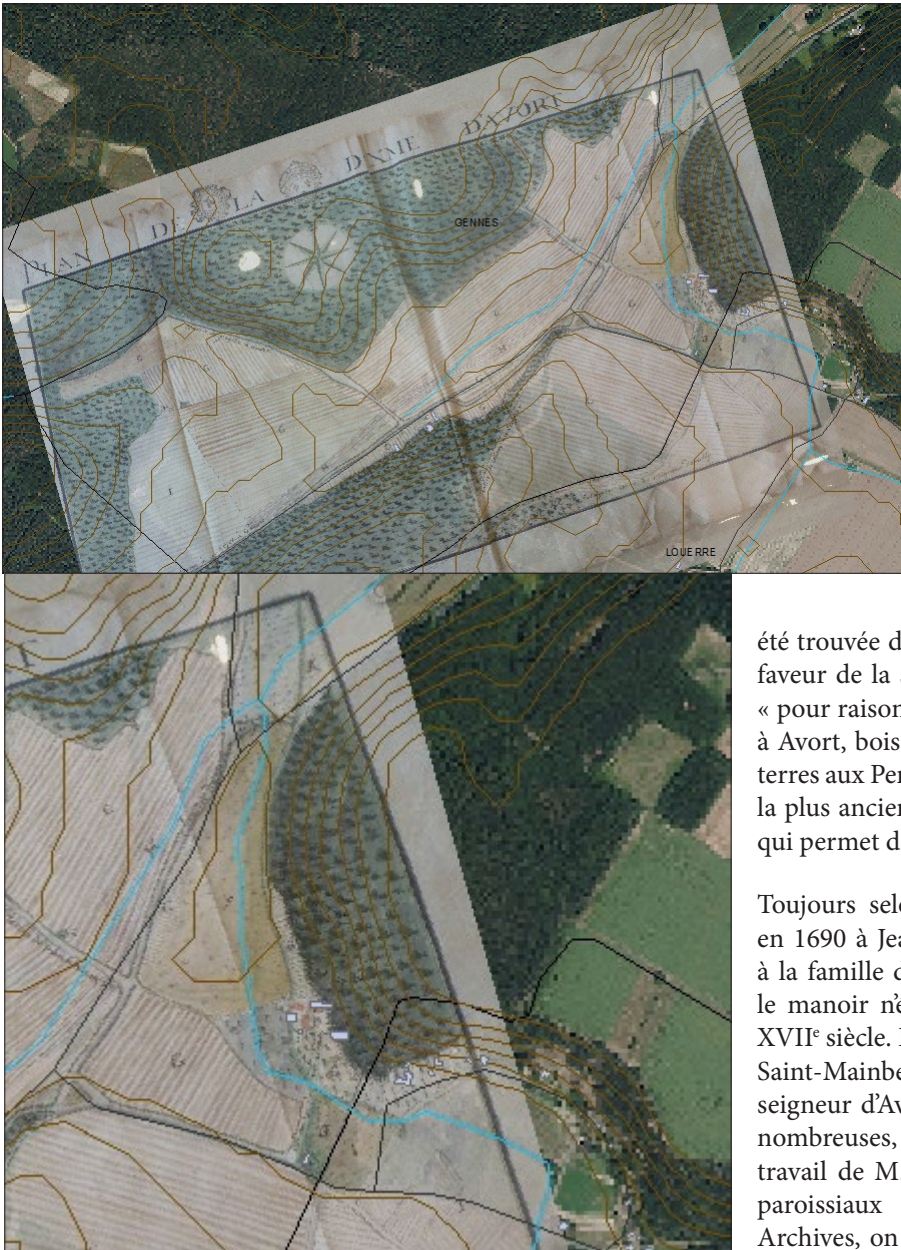 PLAN DE LA DINME D'AZORT
GENNES
LOUERRE
été trouvée d
faveur de la
« pour raison
à Avort, bois
terres aux Per
la plus ancien
qui permet d
Toujours selo
en 1690 à Jea
à la famille d
le manoir n'é
XVIIe siècle.
Saint-Mainbe
seigneur d'Av
nombreuses,
travail de M.
paroissiaux
Archives, on